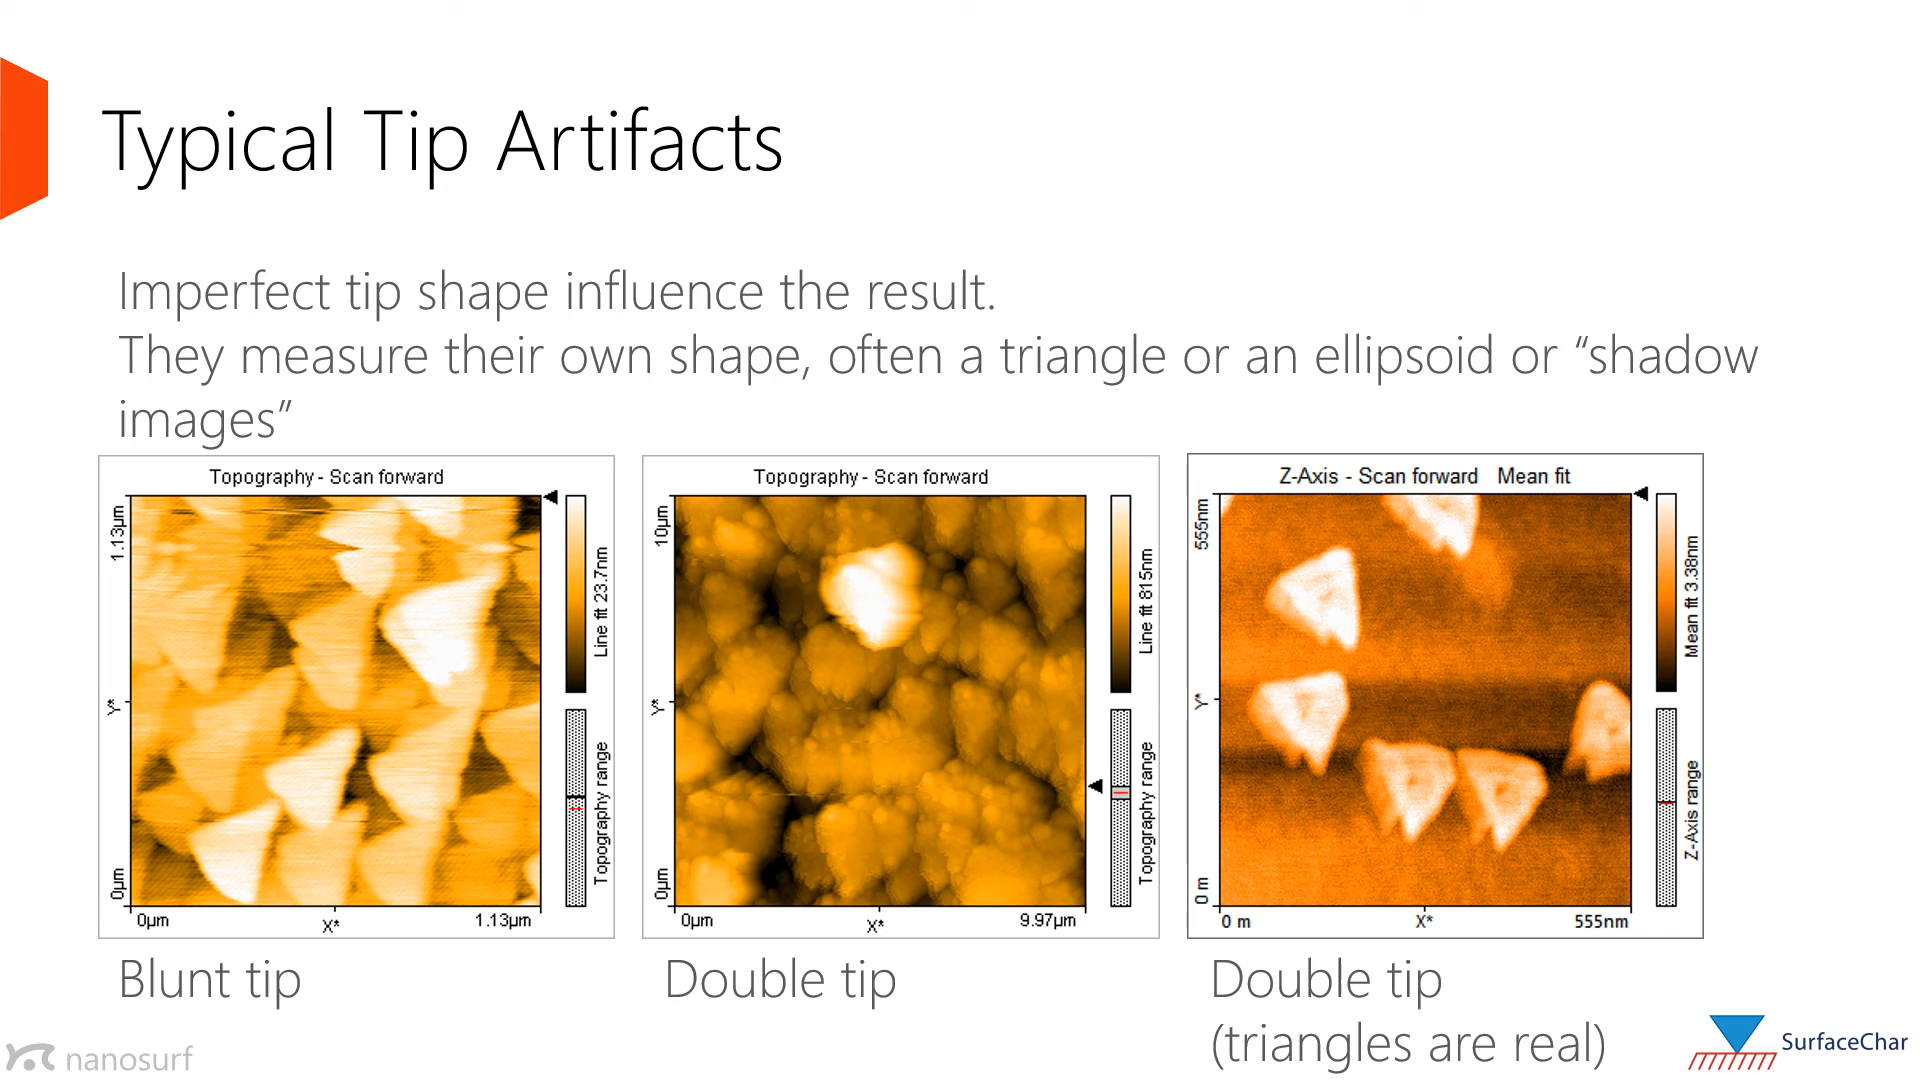 Typical Tip Artifacts
Imperfect tip shape influence the result.
They measure their own shape, often a triangle or an ellipsoid or “shadow
images”
Topography - Scan forward
1.13µm
Y*
0µm
0µm
X*
1.13µm
Line fit 23.7nm
Topography range
Topography - Scan forward
10µm
Y*
0µm
0µm
X*
9.97µm
Line fit 815nm
Topography range
Z-Axis - Scan forward Mean fit
555nm
Y*
0 m
0 m
X*
555nm
Mean fit 3.38nm
Z-Axis range
Blunt tip
Double tip
Double tip
(triangles are real)
nanosurf
SurfaceChar